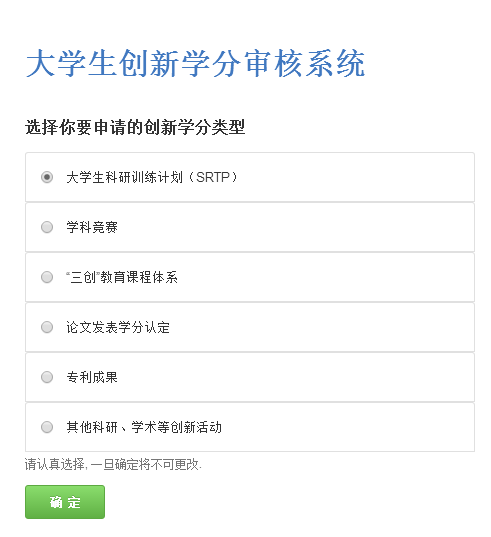 大学生创新学分审核系统
选择你要申请的创新学分类型
大学生科研训练计划（SRTP）
学科竟赛
“三创”教育课程体系
论文发表学分认定
专利成果
其他科研、学术等创新活动
请认真选择, 一旦确定将不可更改.
确 定